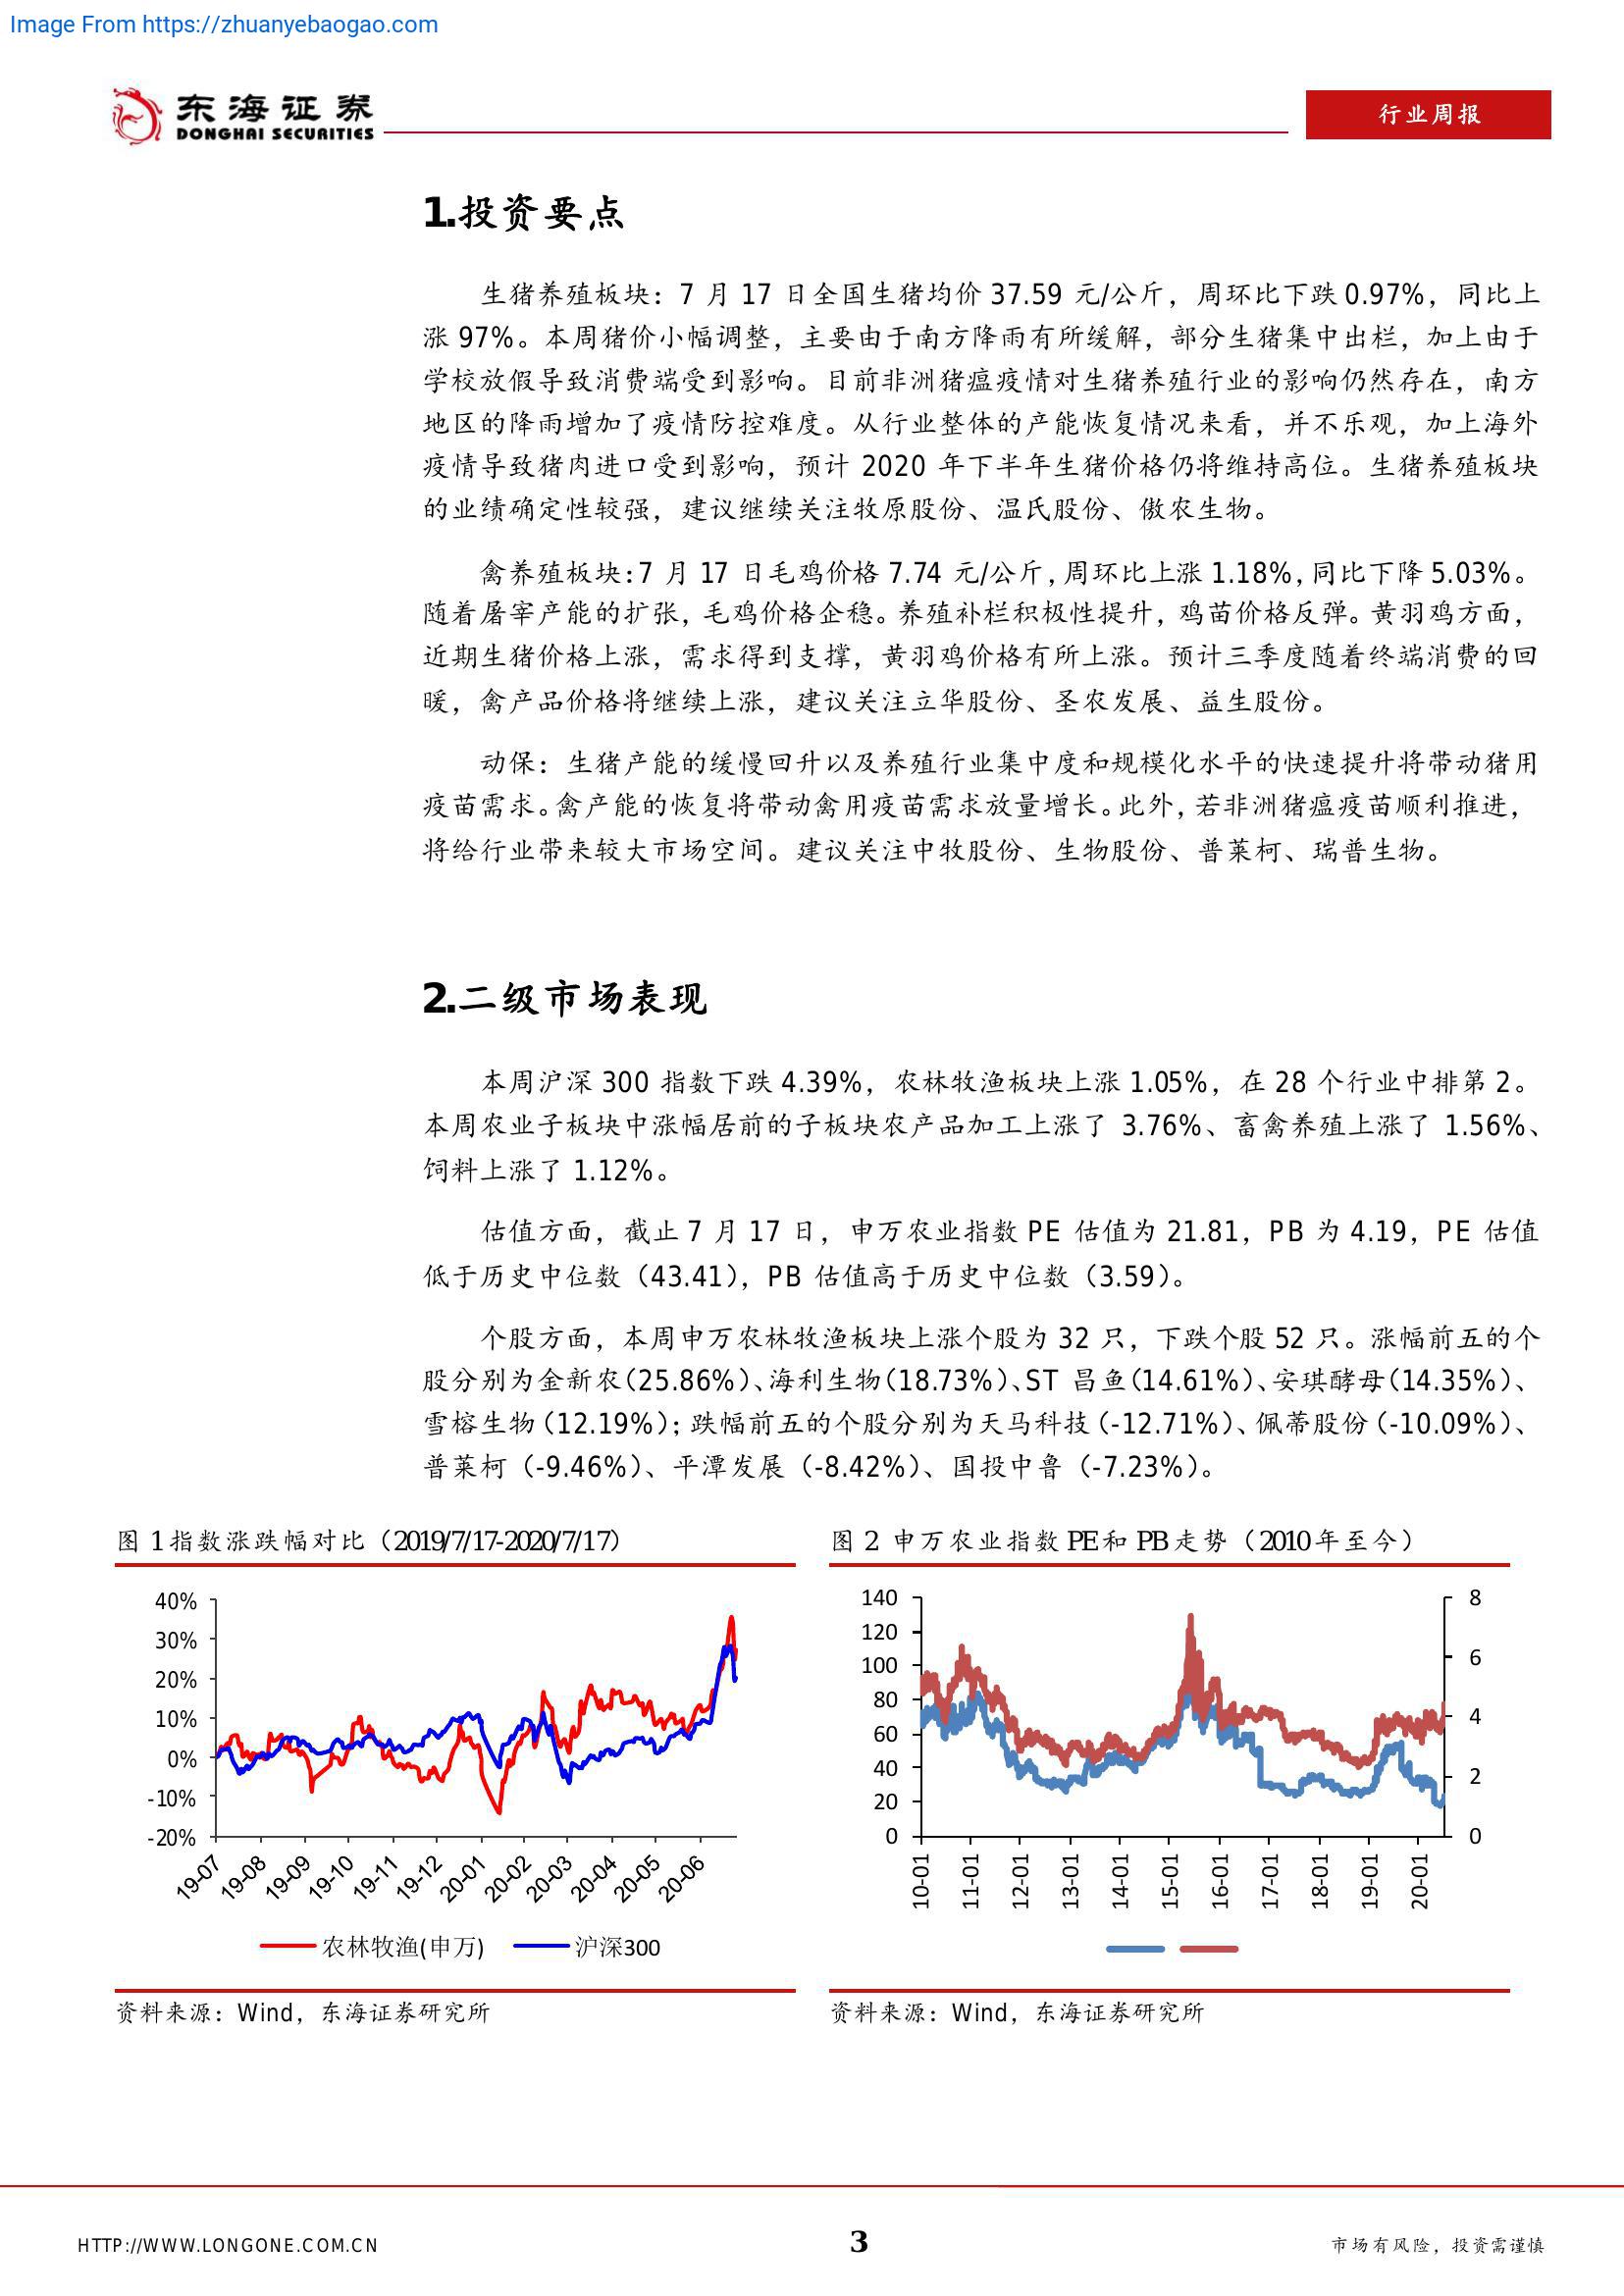 Image From https://zhuanyebaogao.com
东海证券
DONGHAI SECURITIES
行业周报
1.投资要点
生猪养殖板块：7 月 17 日全国生猪均价 37.59 元/公斤，周环比下跌 0.97%，同比上
涨 97%。本周猪价小幅调整，主要由于南方降雨有所缓解，部分生猪集中出栏，加上由于
学校放假导致消费端受到影响。目前非洲猪瘟疫情对生猪养殖行业的影响仍然存在，南方
地区的降雨增加了疫情防控难度。从行业整体的产能恢复情况来看，并不乐观，加上海外
疫情导致猪肉进口受到影响，预计 2020 年下半年生猪价格仍将维持高位。生猪养殖板块
的业绩确定性较强，建议继续关注牧原股份、温氏股份、傲农生物。
禽养殖板块：7 月 17 日毛鸡价格 7.74 元/公斤，周环比上涨 1.18%，同比下降 5.03%。
随着屠宰产能的扩张，毛鸡价格企稳。养殖补栏积极性提升，鸡苗价格反弹。黄羽鸡方面，
近期生猪价格上涨，需求得到支撑，黄羽鸡价格有所上涨。预计三季度随着终端消费的回
暖，禽产品价格将继续上涨，建议关注立华股份、圣农发展、益生股份。
动保：生猪产能的缓慢回升以及养殖行业集中度和规模化水平的快速提升将带动猪用
疫苗需求。禽产能的恢复将带动禽用疫苗需求放量增长。此外，若非洲猪瘟疫苗顺利推进，
将给行业带来较大市场空间。建议关注中牧股份、生物股份、普莱柯、瑞普生物。
2.二级市场表现
本周沪深 300 指数下跌 4.39%，农林牧渔板块上涨 1.05%，在 28 个行业中排第 2。
本周农业子板块中涨幅居前的子板块农产品加工上涨了 3.76%、畜禽养殖上涨了 1.56%、
饲料上涨了 1.12%。
估值方面，截止 7 月 17 日，申万农业指数 PE 估值为 21.81，PB 为 4.19，PE 估值
低于历史中位数（43.41），PB 估值高于历史中位数（3.59）。
个股方面，本周申万农林牧渔板块上涨个股为 32 只，下跌个股 52 只。涨幅前五的个
股分别为金新农（25.86%）、海利生物（18.73%）、ST 昌鱼（14.61%）、安琪酵母（14.35%）、
雪榕生物（12.19%）；跌幅前五的个股分别为天马科技（-12.71%）、佩蒂股份（-10.09%）、
普莱柯（-9.46%）、平潭发展（-8.42%）、国投中鲁（-7.23%）。
图 1 指数涨跌幅对比（2019/7/17-2020/7/17）
40%
30%
20%
10%
0%
-10%
-20%
19-07 19-08 19-09 19-10 19-11 19-12 20-01 20-02 20-03 20-04 20-05 20-06
农林牧渔(申万) 沪深300
资料来源：Wind，东海证券研究所
图 2 申万农业指数 PE 和 PB 走势（2010 年至今）
140
120
100
80
60
40
20
0
8
6
4
2
0
10-01 11-01 12-01 13-01 14-01 15-01 16-01 17-01 18-01 19-01 20-01
资料来源：Wind，东海证券研究所
HTTP://WWW.LONGONE.COM.CN
3
市场有风险，投资需谨慎